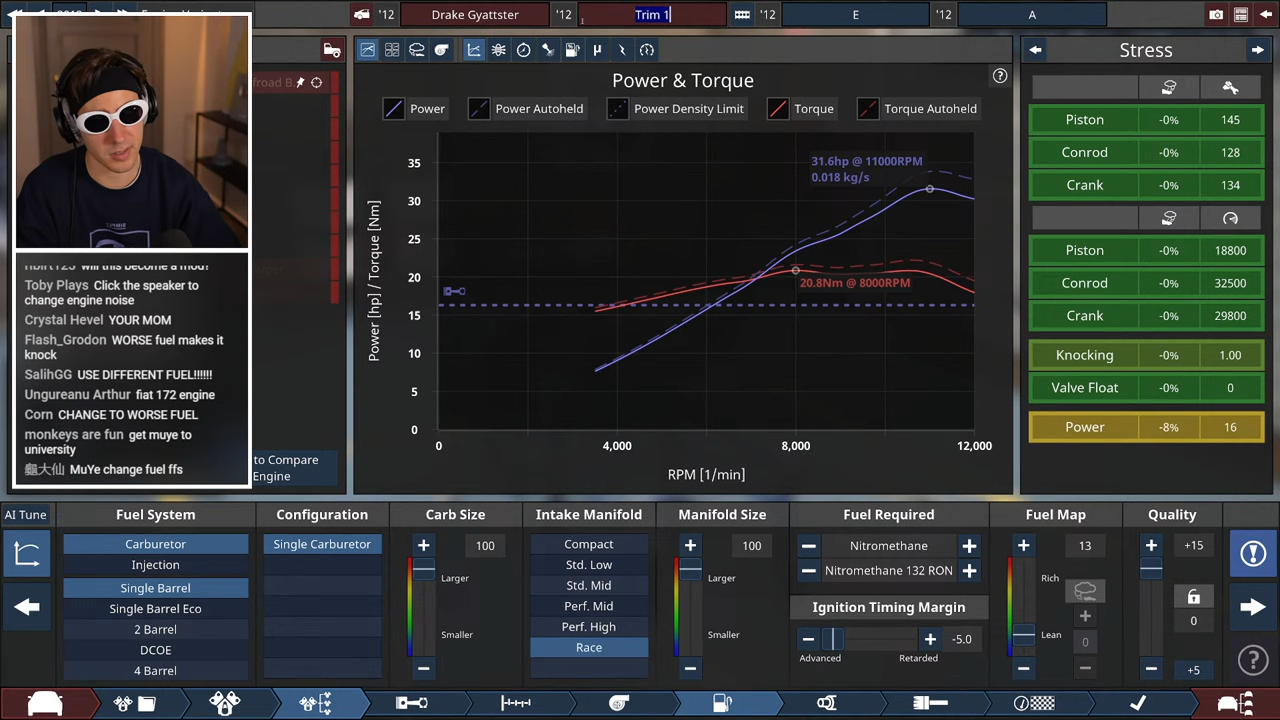 '12
Drake Gyattster
'12
1
Trim 1
'12
E
'12
A
Power & Torque
Power
Power Autoheld
Power Density Limit
Torque
Torque Autoheld
Power [hp] / Torque [Nm]
35
30
25
20
15
10
5
0
31.6hp @ 11000RPM
0.018 kg/s
20.8Nm @ 8000RPM
0
4,000
8,000
12,000
RPM [1/min]
Stress
Piston -0% 145
Conrod -0% 128
Crank -0% 134
Piston -0% 18800
Conrod -0% 32500
Crank -0% 29800
Knocking -0% 1.00
Valve Float -0% 0
Power -8% 16
will this become a mod?
Toby Plays Click the speaker to
change engine noise
Crystal Hevel YOUR MOM
Flash_Grodon WORSE fuel makes it
knock
SalihGG USE DIFFERENT FUEL!!!!!!
Ungureanu Arthur fiat 172 engine
Corn CHANGE TO WORSE FUEL
monkeys are fun get muye to
university
龜大仙 MuYe change fuel ffs
to Compare
Engine
AI Tune
Fuel System
Carburetor
Injection
Single Barrel
Single Barrel Eco
2 Barrel
DCOE
4 Barrel
Configuration
Single Carburetor
Carb Size
100
Larger
Smaller
Intake Manifold
Compact
Std. Low
Std. Mid
Perf. Mid
Perf. High
Race
Manifold Size
100
Larger
Smaller
Fuel Required
Nitromethane
Nitromethane 132 RON
Ignition Timing Margin
-5.0
Advanced
Retarded
Fuel Map
13
Rich
0
Lean
Quality
+15
0
+5